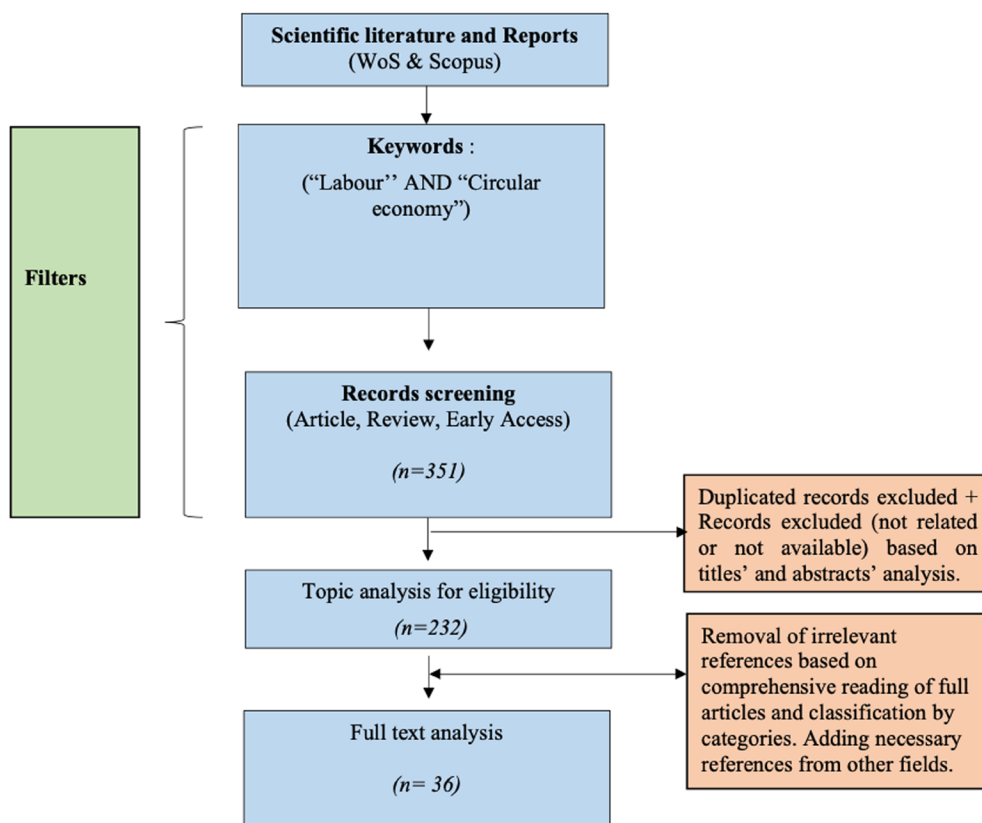 Scientific literature and Reports
(WoS & Scopus)
Filters
Keywords :
(“Labour’’ AND “Circular
economy”)
Records screening
(Article, Review, Early Access)
(n=351)
Duplicated records excluded +
Records excluded (not related
or not available) based on
titles’ and abstracts’ analysis.
Topic analysis for eligibility
(n=232)
Removal of irrelevant
references based on
comprehensive reading of full
articles and classification by
categories. Adding necessary
references from other fields.
Full text analysis
(n= 36)